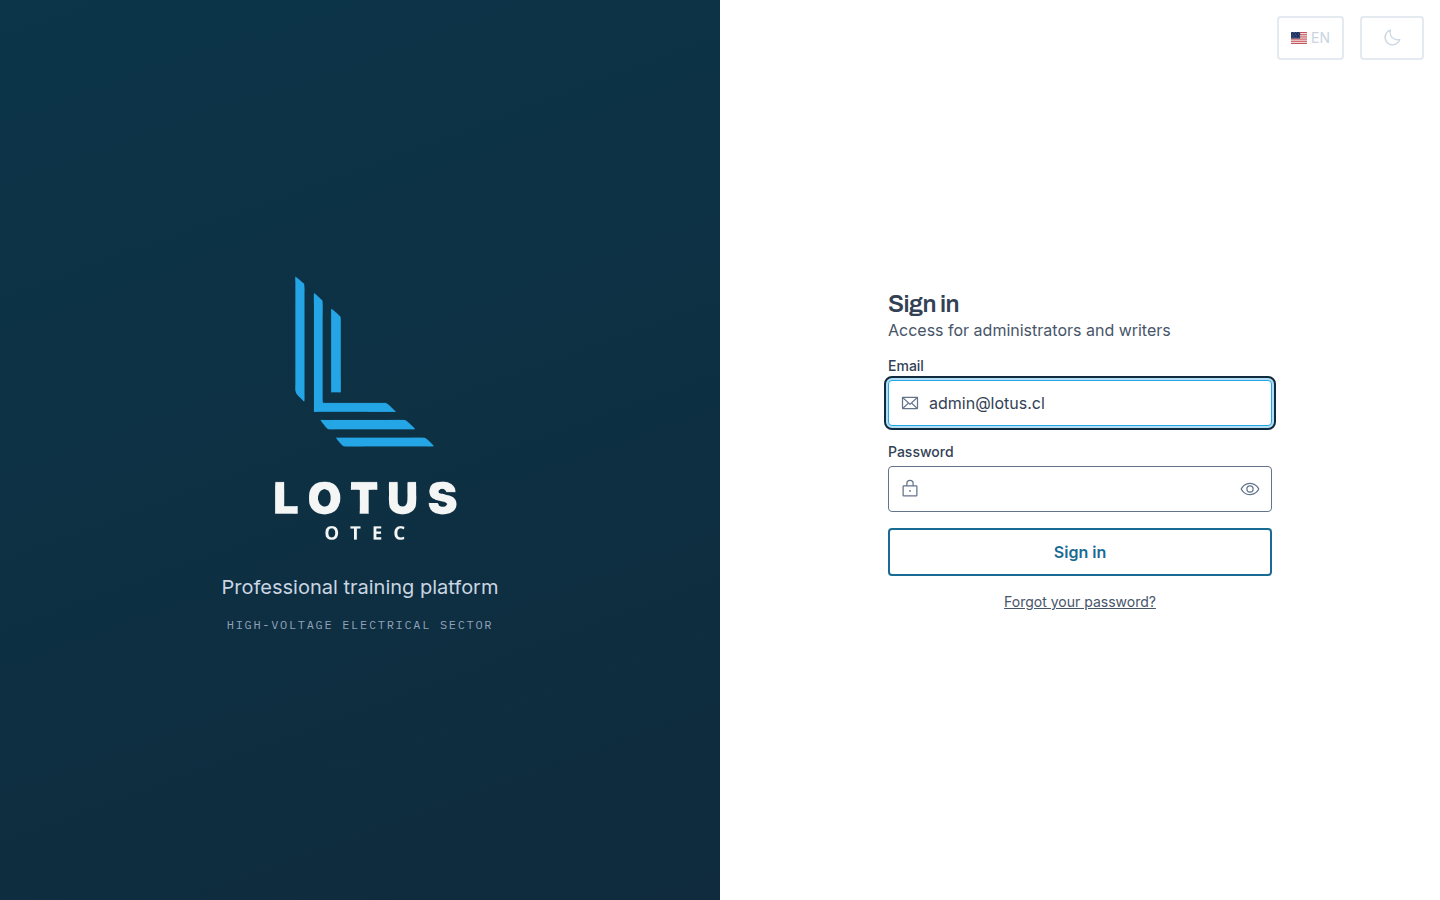 LOTUS
OTEC
Professional training platform
HIGH-VOLTAGE ELECTRICAL SECTOR
EN
Sign in
Access for administrators and writers
Email
admin@lotus.cl
Password
Sign in
Forgot your password?